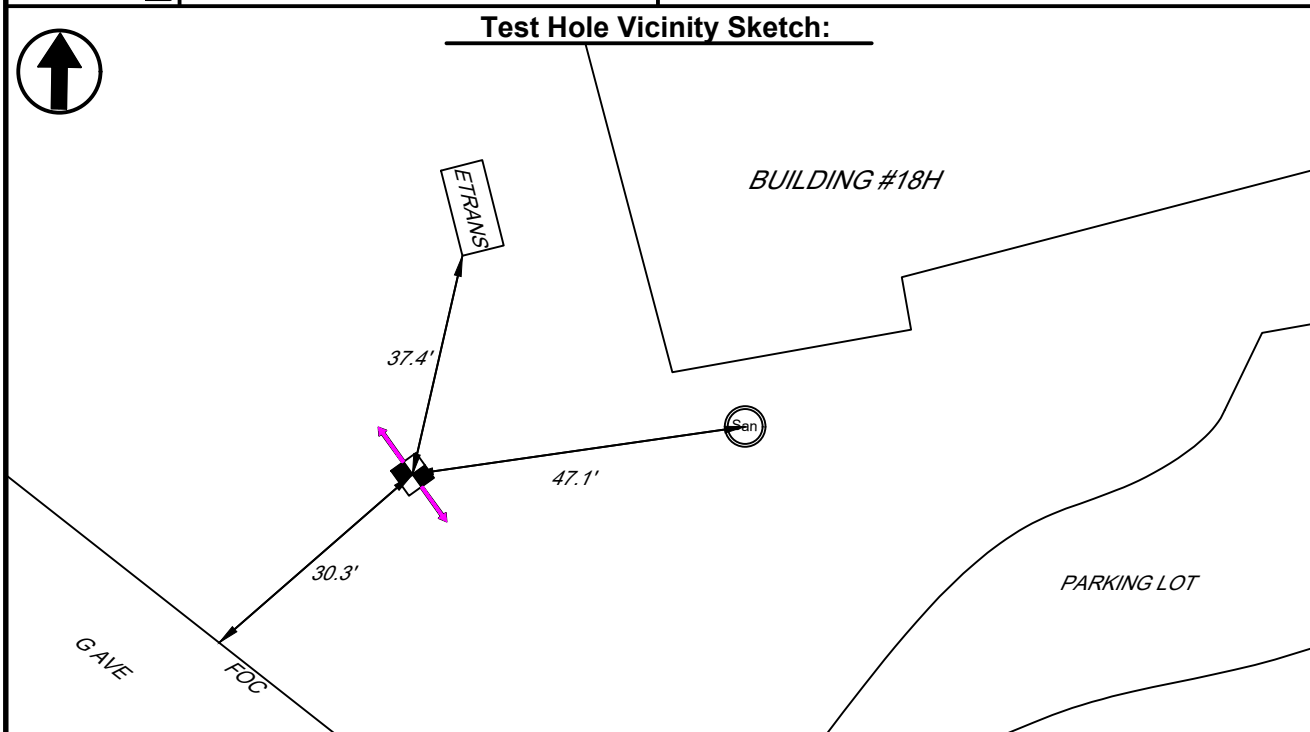 Test Hole Vicinity Sketch:
BUILDING #18H
ETRANS
37.4'
San
47.1'
30.3'
PARKING LOT
G AVE
FOC